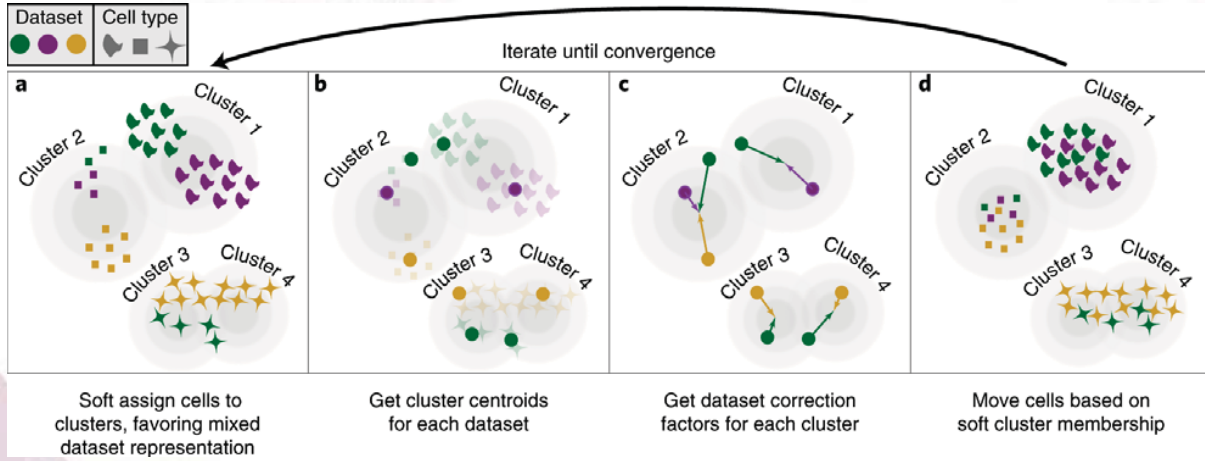 Dataset
Cell type
Iterate until convergence
a
Cluster 1
Cluster 2
Cluster 3
Cluster 4
b
Cluster 1
Cluster 2
Cluster 3
Cluster 4
c
Cluster 1
Cluster 2
Cluster 3
Cluster 4
d
Cluster 1
Cluster 2
Cluster 3
Cluster 4
Soft assign cells to
clusters, favoring mixed
dataset representation
Get cluster centroids
for each dataset
Get dataset correction
factors for each cluster
Move cells based on
soft cluster membership